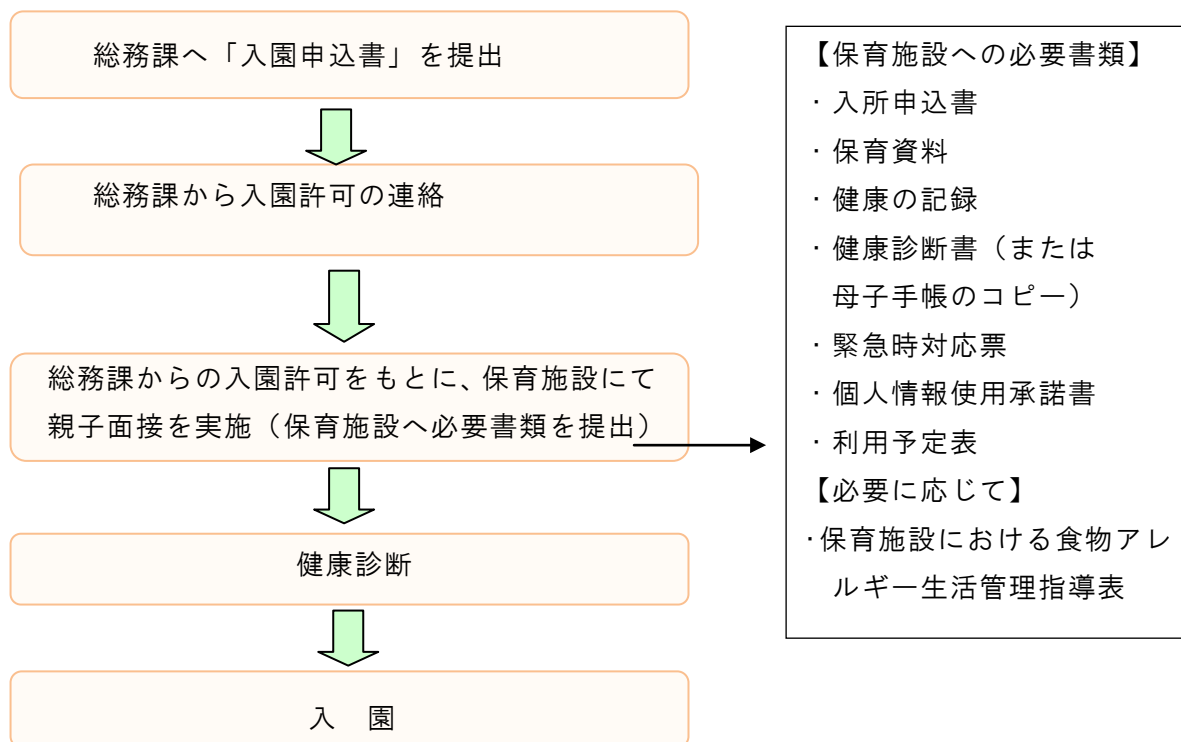 総務課へ「入園申込書」を提出
総務課から入園許可の連絡
総務課からの入園許可をもとに、保育施設にて
親子面接を実施（保育施設へ必要書類を提出）
健康診断
入　園
【保育施設への必要書類】
・入所申込書
・保育資料
・健康の記録
・健康診断書（または
母子手帳のコピー）
・緊急時対応票
・個人情報使用承諾書
・利用予定表
【必要に応じて】
・保育施設における食物アレ
ルギー生活管理指導表